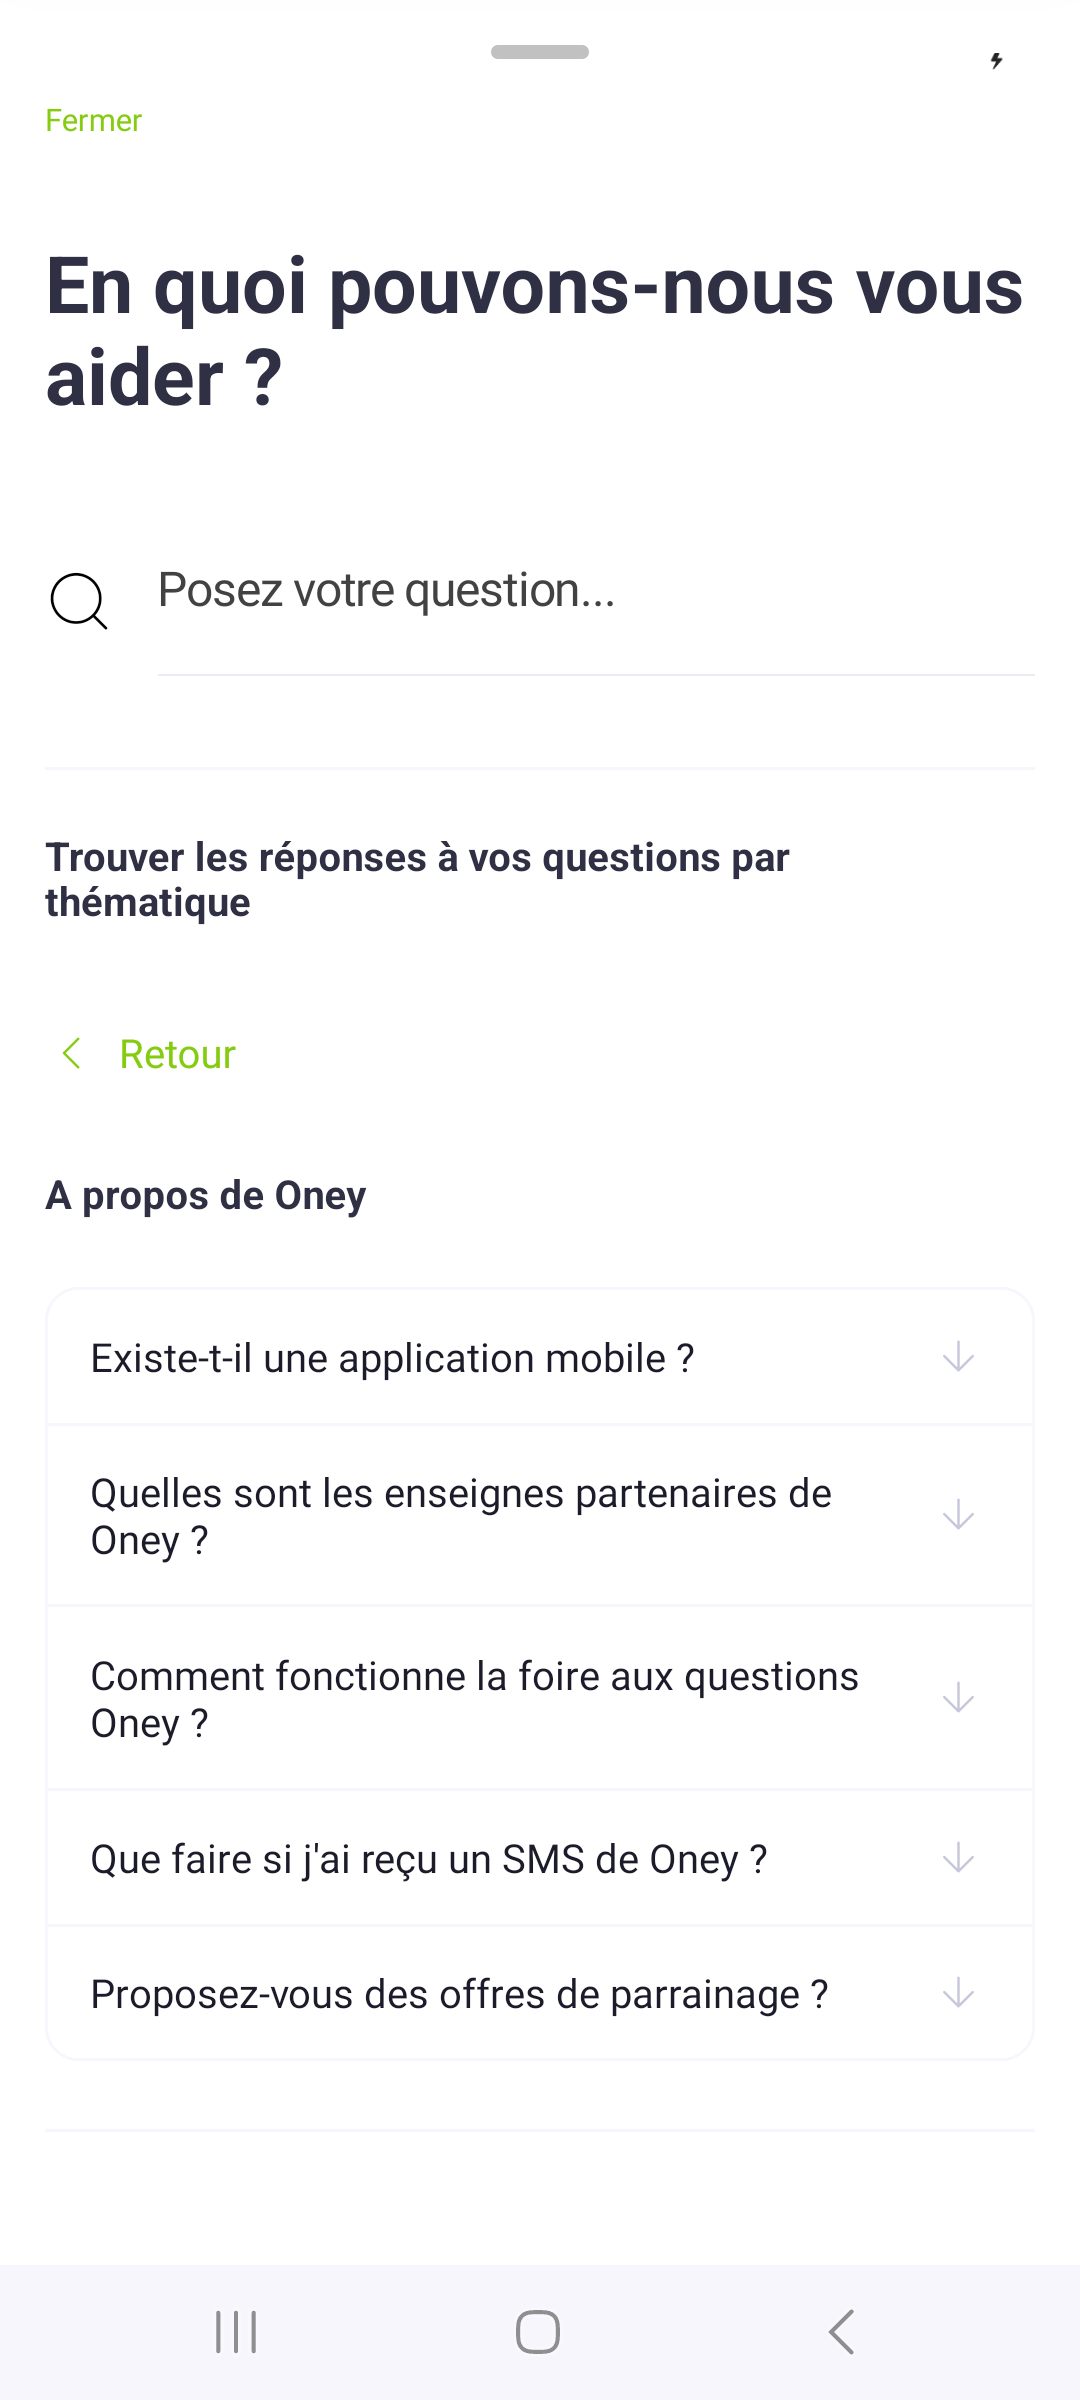 Fermer
En quoi pouvons-nous vous
aider ?
Posez votre question...
Trouver les réponses à vos questions par
thématique
Retour
A propos de Oney
Existe-t-il une application mobile ?
Quelles sont les enseignes partenaires de
Oney ?
Comment fonctionne la foire aux questions
Oney ?
Que faire si j'ai reçu un SMS de Oney ?
Proposez-vous des offres de parrainage ?